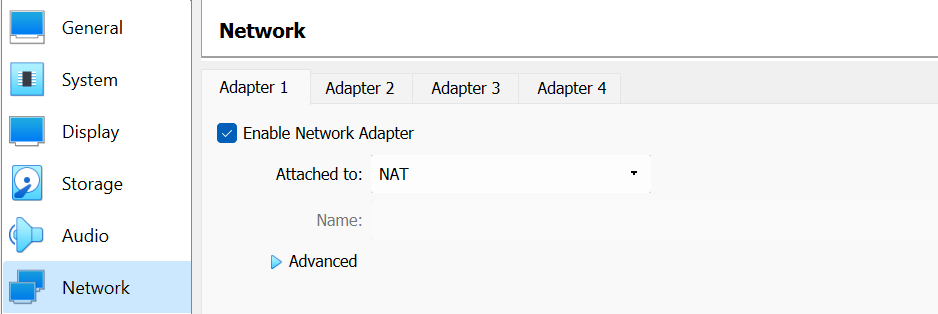 General
System
Display
Storage
Audio
Network
Network
Adapter 1
Adapter 2
Adapter 3
Adapter 4
Enable Network Adapter
Attached to: NAT
Name:
Advanced